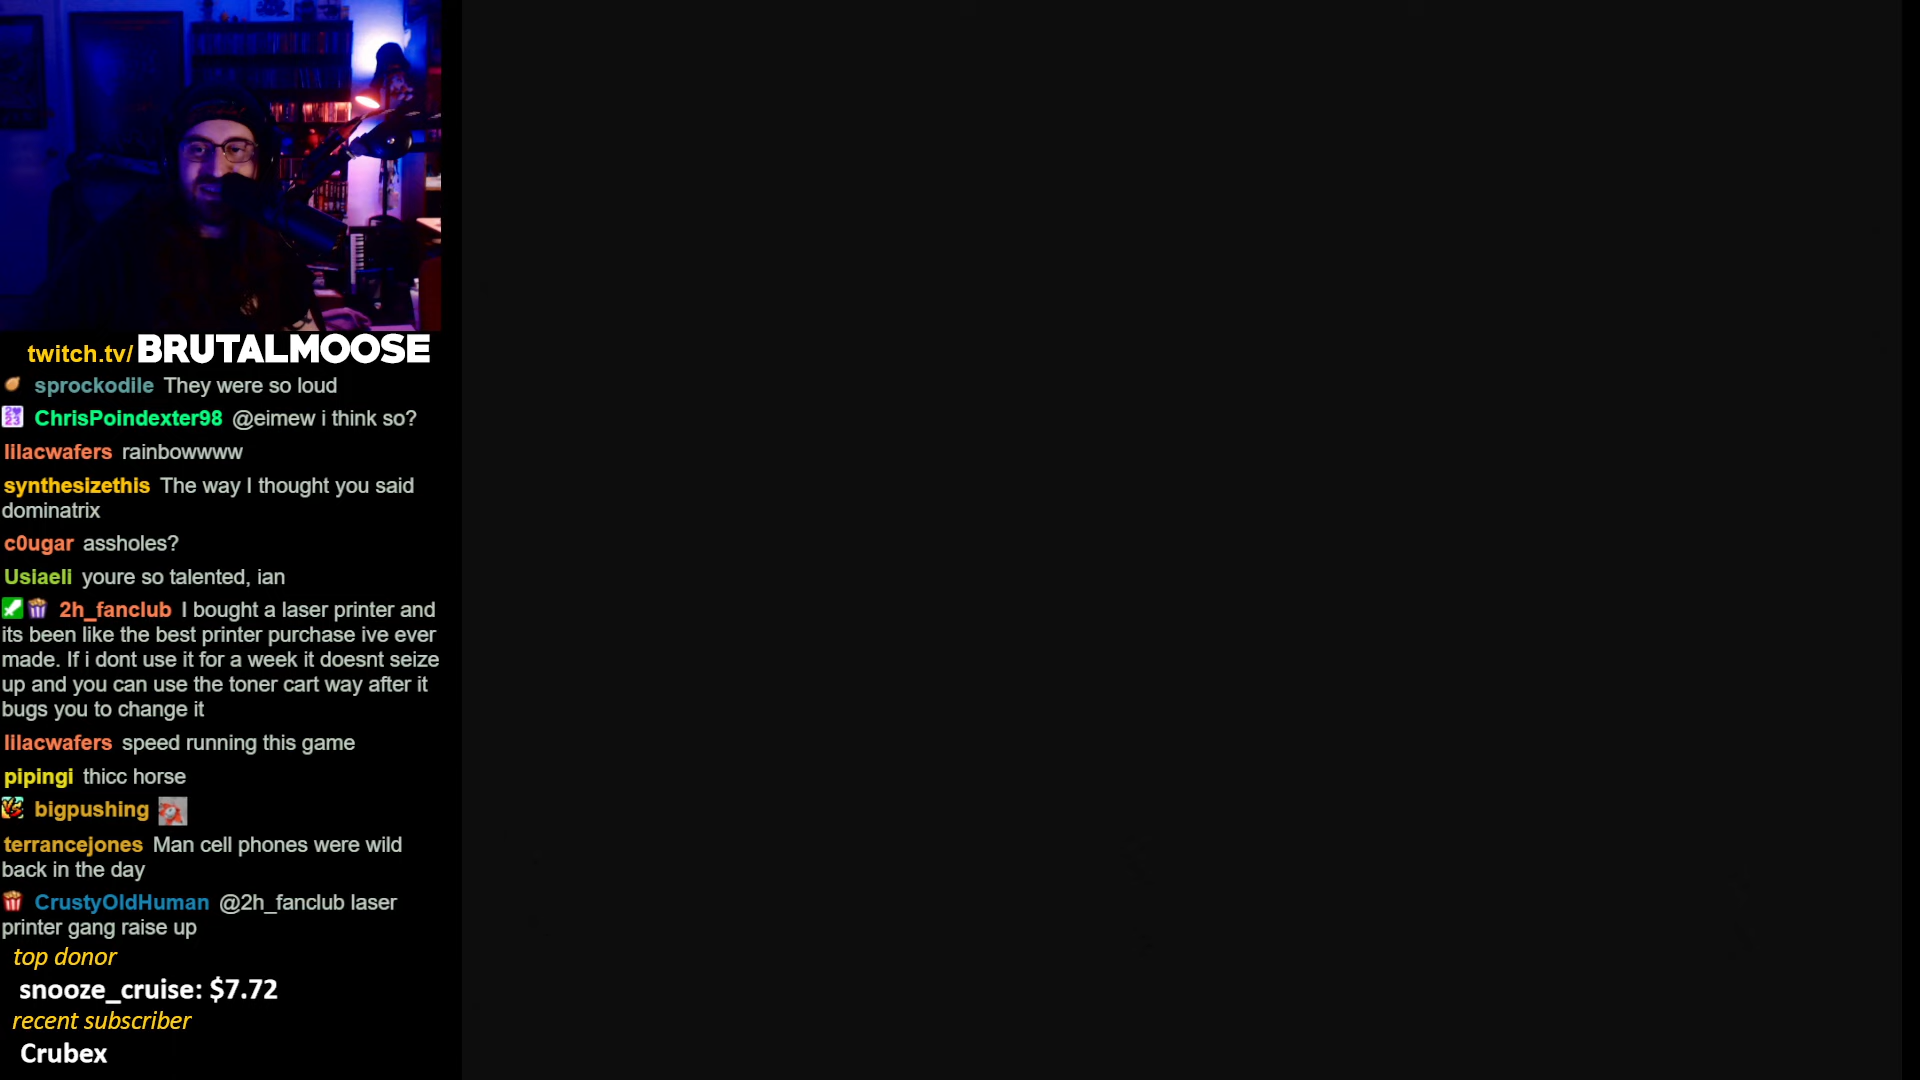 twitch.tv/BRUTALMOOSE
sprockodile They were so loud
ChrisPoindexter98 @eimew i think so?
lilacwafers rainbowwww
synthesizethis The way I thought you said
dominatrix
c0ugar assholes?
Usiaeli youre so talented, ian
2h_fanclub I bought a laser printer and
its been like the best printer purchase ive ever
made. If i dont use it for a week it doesnt seize
up and you can use the toner cart way after it
bugs you to change it
lilacwafers speed running this game
pipingi thicc horse
bigpushing
terrancejones Man cell phones were wild
back in the day
CrustyOldHuman @2h_fanclub laser
printer gang raise up
top donor
snooze_cruise: $7.72
recent subscriber
Crubex